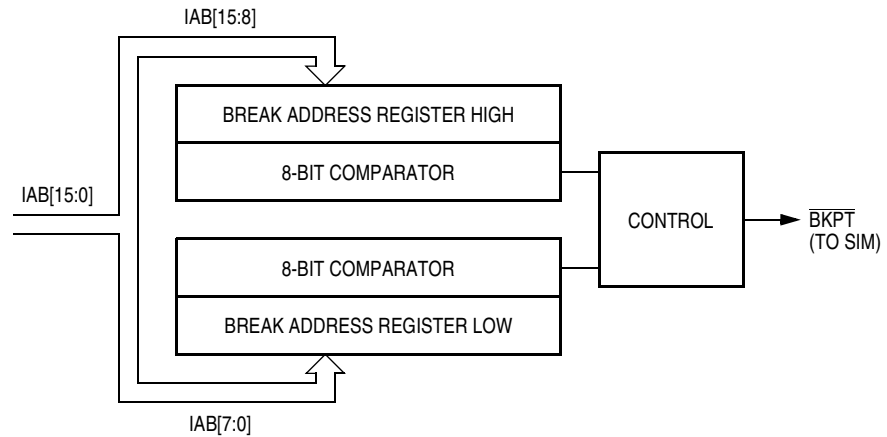 IAB[15:8]
BREAK ADDRESS REGISTER HIGH
8-BIT COMPARATOR
IAB[15:0]
CONTROL
BKPT
(TO SIM)
8-BIT COMPARATOR
BREAK ADDRESS REGISTER LOW
IAB[7:0]